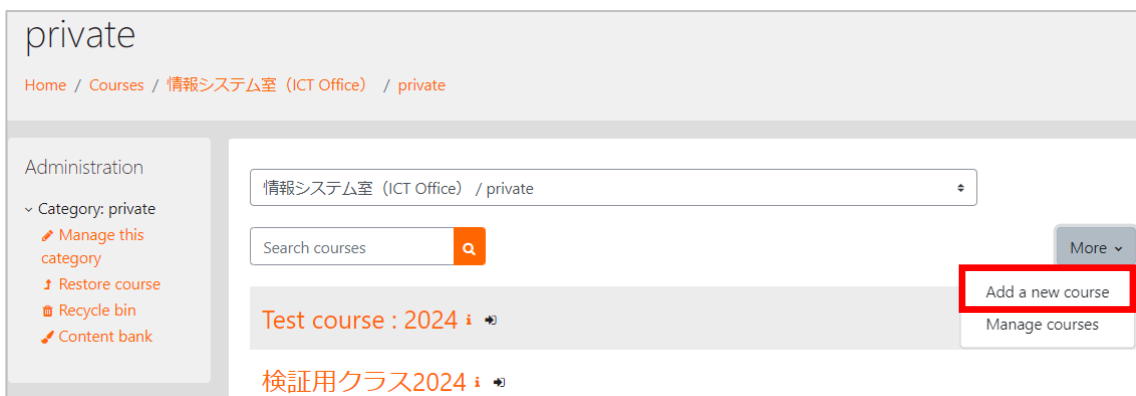 private
Home / Courses / 情報システム室（ICT Office） / private
Administration
Category: private
Manage this
category
Restore course
Recycle bin
Content bank
情報システム室（ICT Office） / private
Search courses
More
Add a new course
Manage courses
Test course : 2024
検証用クラス2024